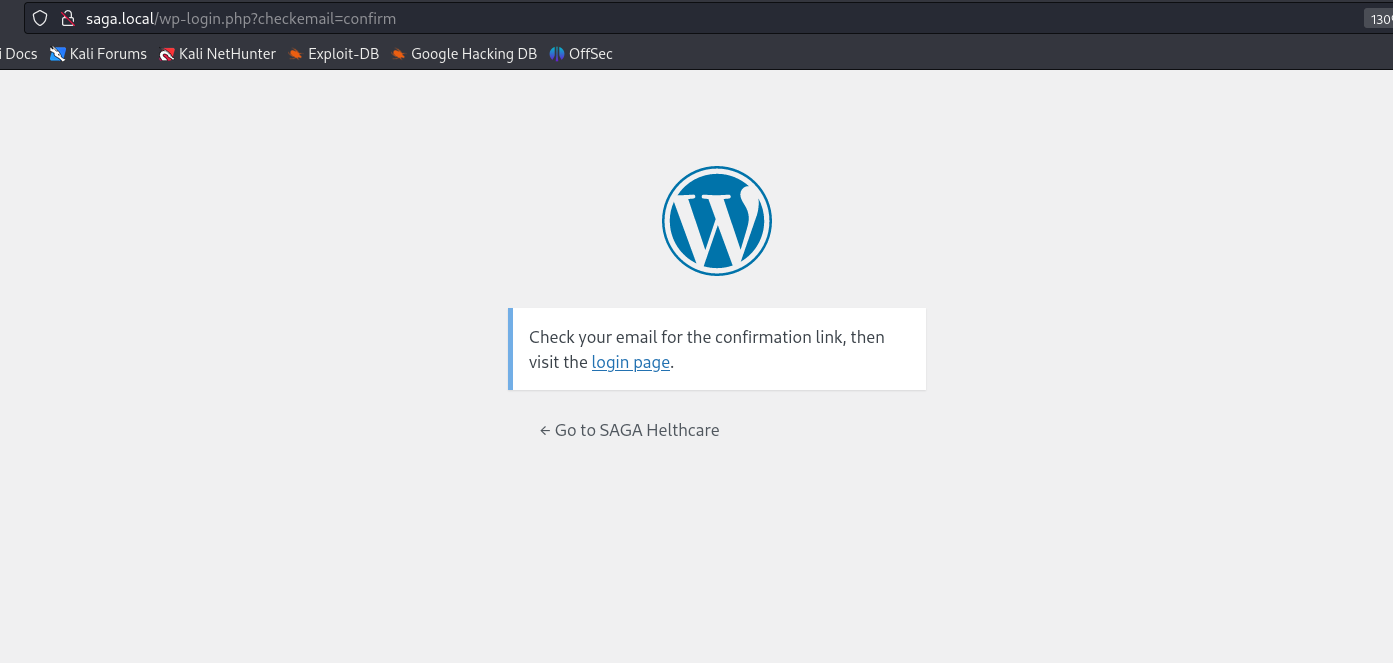 saga.local/wp-login.php?checkemail=confirm
130%
i Docs Kali Forums Kali NetHunter Exploit-DB Google Hacking DB OffSec
Check your email for the confirmation link, then
visit the login page.
← Go to SAGA Helthcare